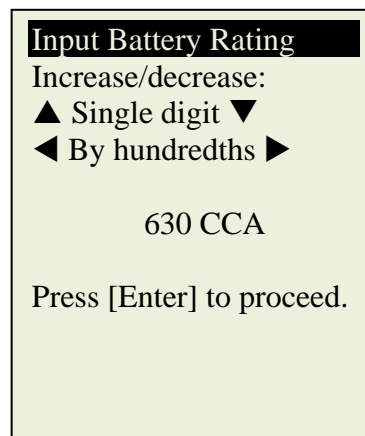 Input Battery Rating
Increase/decrease:
▲ Single digit ▼
◀ By hundredths ▶
630 CCA
Press [Enter] to proceed.